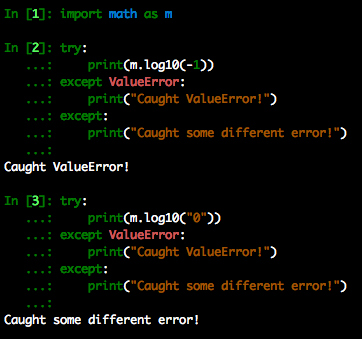 In [1]: import math as m
In [2]: try:
   ...:     print(m.log10(-1))
   ...: except ValueError:
   ...:     print("Caught ValueError!")
   ...: except:
   ...:     print("Caught some different error!")
   ...:
Caught ValueError!
In [3]: try:
   ...:     print(m.log10("0"))
   ...: except ValueError:
   ...:     print("Caught ValueError!")
   ...: except:
   ...:     print("Caught some different error!")
   ...:
Caught some different error!